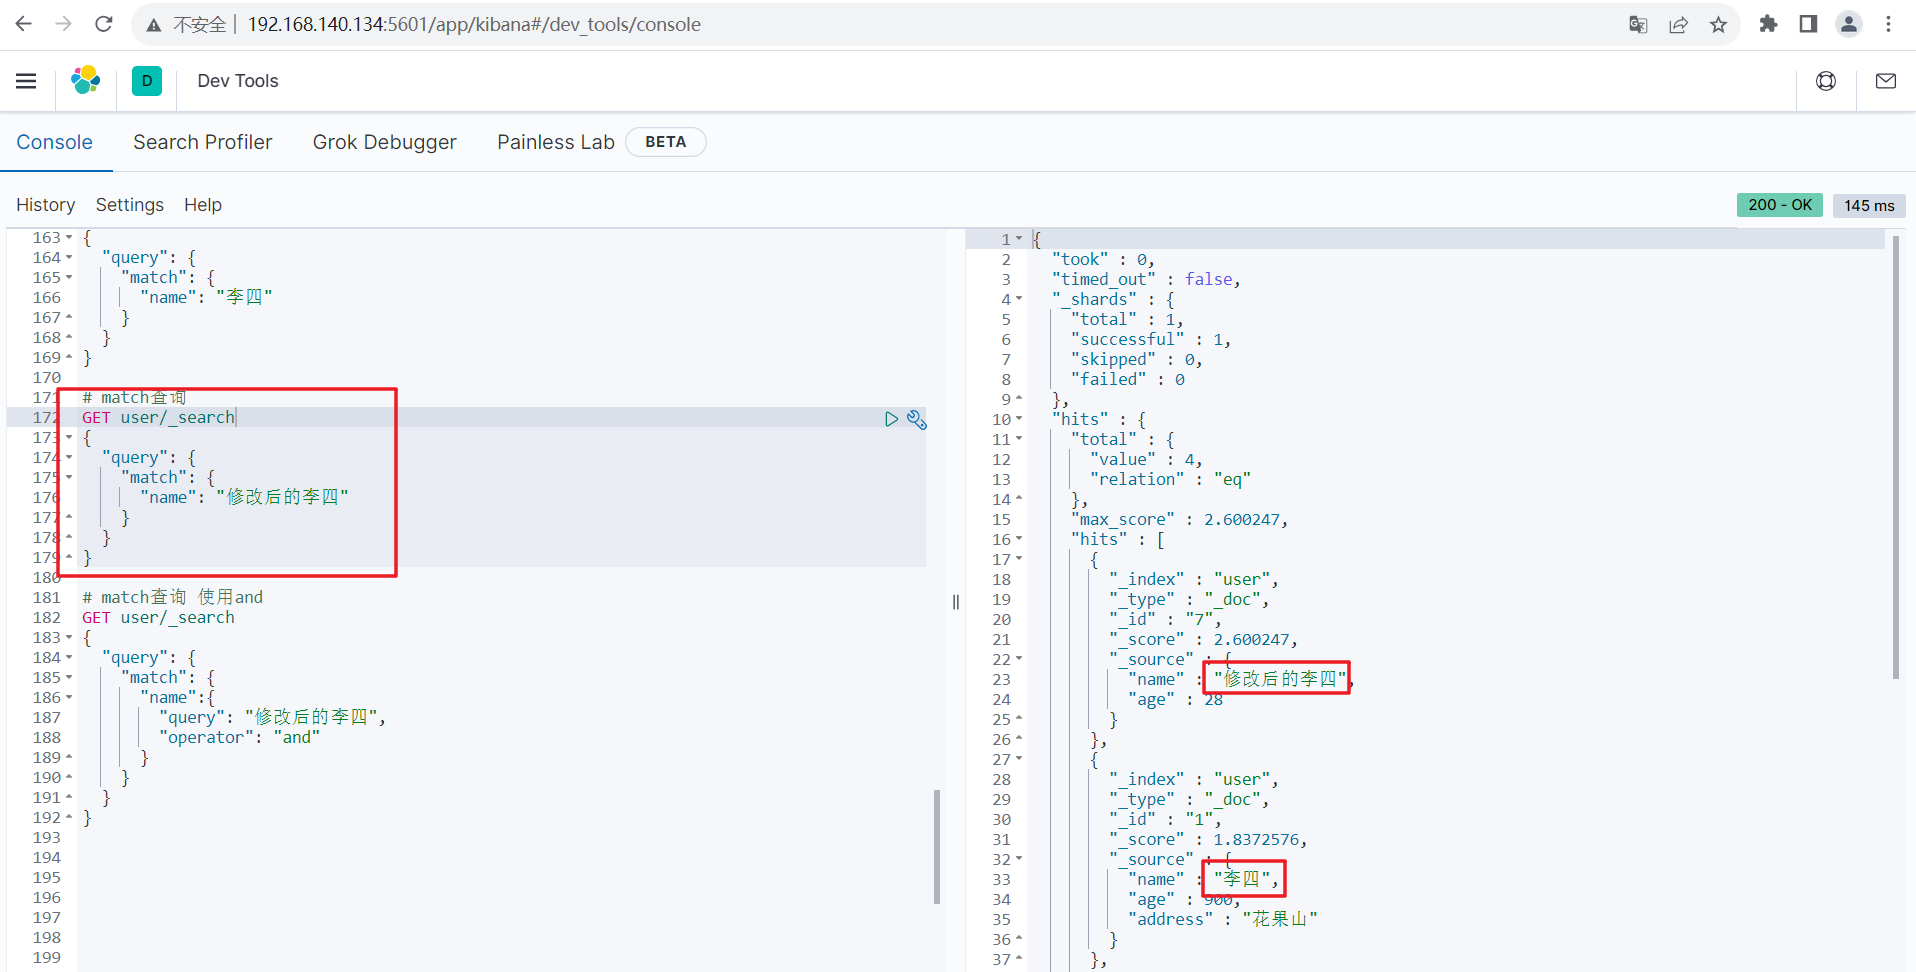 不安全 192.168.140.134:5601/app/kibana#/dev_tools/console
D Dev Tools
Console Search Profiler Grok Debugger Painless Lab BETA
History Settings Help
200 - OK 145 ms
163 {
164 "query": {
165 "match": {
166 "name": "李四"
167 }
168 }
169 }
170
171 # match查询
172 GET user/_search
173 {
174 "query": {
175 "match": {
176 "name": "修改后的李四"
177 }
178 }
179 }
180
181 # match查询 使用and
182 GET user/_search
183 {
184 "query": {
185 "match": {
186 "name":{
187 "query": "修改后的李四",
188 "operator": "and"
189 }
190 }
191 }
192 }
193
194
195
196
197
198
199
1 {
2 "took" : 0,
3 "timed_out" : false,
4 "_shards" : {
5 "total" : 1,
6 "successful" : 1,
7 "skipped" : 0,
8 "failed" : 0
9 },
10 "hits" : {
11 "total" : {
12 "value" : 4,
13 "relation" : "eq"
14 },
15 "max_score" : 2.600247,
16 "hits" : [
17 {
18 "_index" : "user",
19 "_type" : "_doc",
20 "_id" : "7",
21 "_score" : 2.600247,
22 "_source" : {
23 "name" : "修改后的李四",
24 "age" : 28
25 }
26 },
27 {
28 "_index" : "user",
29 "_type" : "_doc",
30 "_id" : "1",
31 "_score" : 1.8372576,
32 "_source" : {
33 "name" : "李四",
34 "age" : 900,
35 "address" : "花果山"
36 }
37 },